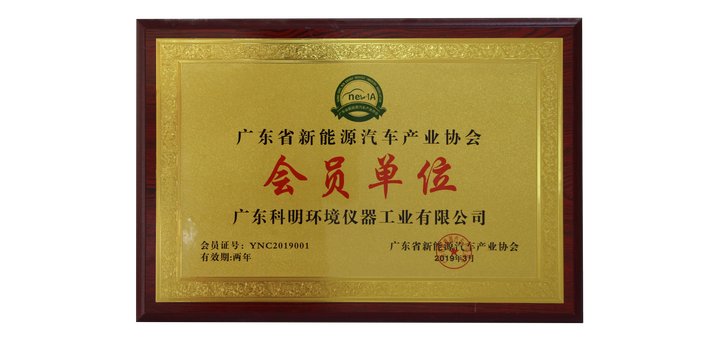 newIA
广东省新能源汽车产业协会
会员单位
广东科明环境仪器工业有限公司
会员证号：YNC2019001
有效期:两年
广东省新能源汽车产业协会
2019年3月